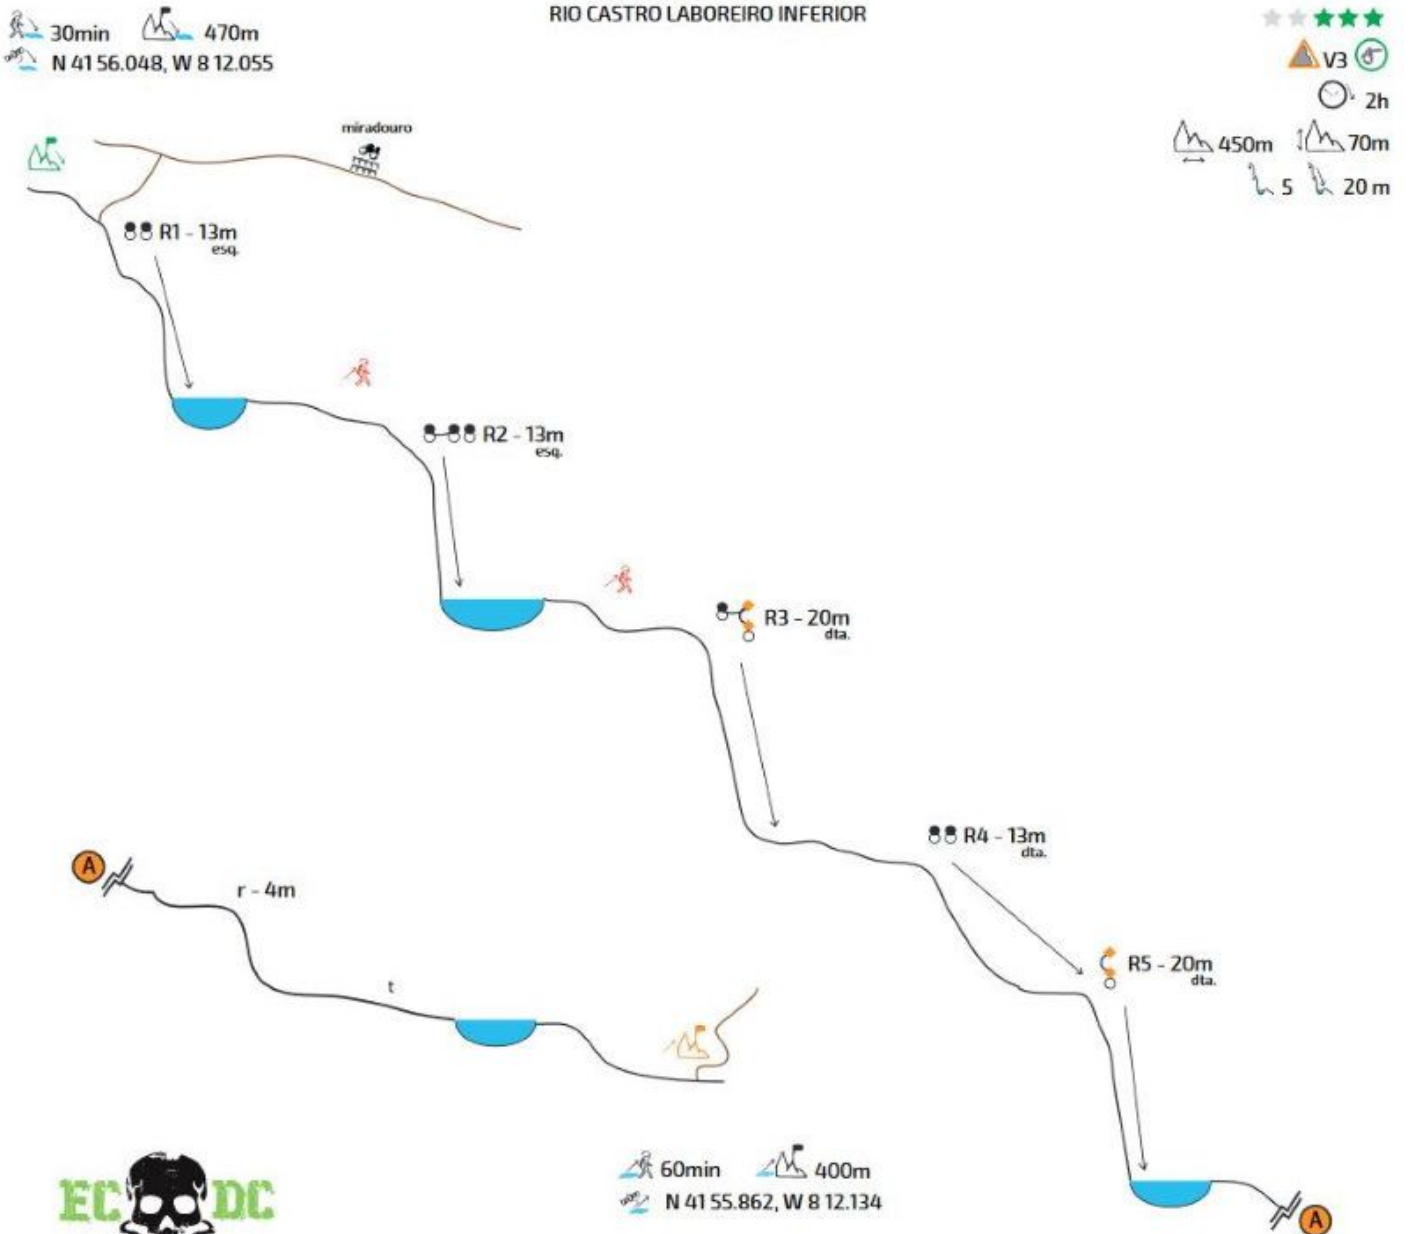 RIO CASTRO LABOREIRO INFERIOR
30min 470m
N 41 56.048, W 8 12.055
V3
2h
450m 70m
5 20 m
miradouro
R1 - 13m
esq.
R2 - 13m
esq.
R3 - 20m
dta.
R4 - 13m
dta.
R5 - 20m
dta.
A
A
r - 4m
t
60min 400m
N 41 55.862, W 8 12.134
EC DC